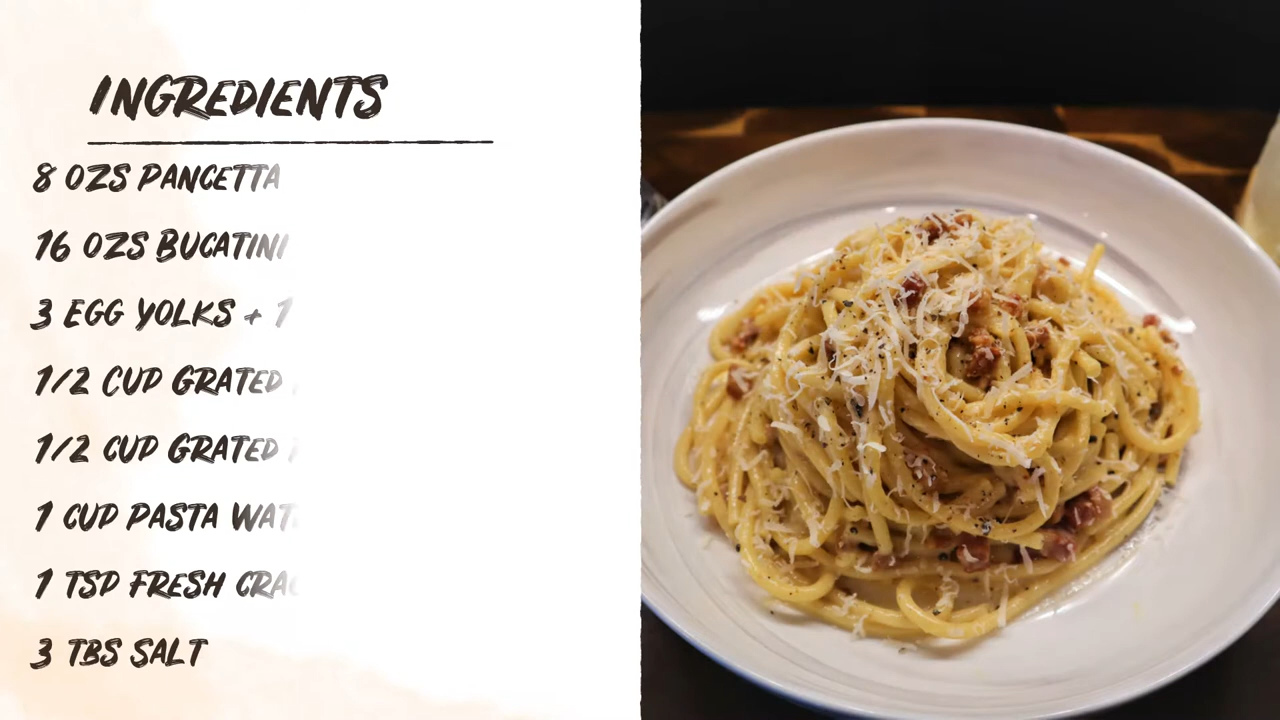 INGREDIENTS
8 OZS PANCETTA
16 OZS BUCATINI
3 EGG YOLKS + 1
1/2 CUP GRATED
1/2 CUP GRATED
1 CUP PASTA
1 TSP FRESH
3 TBS SALT